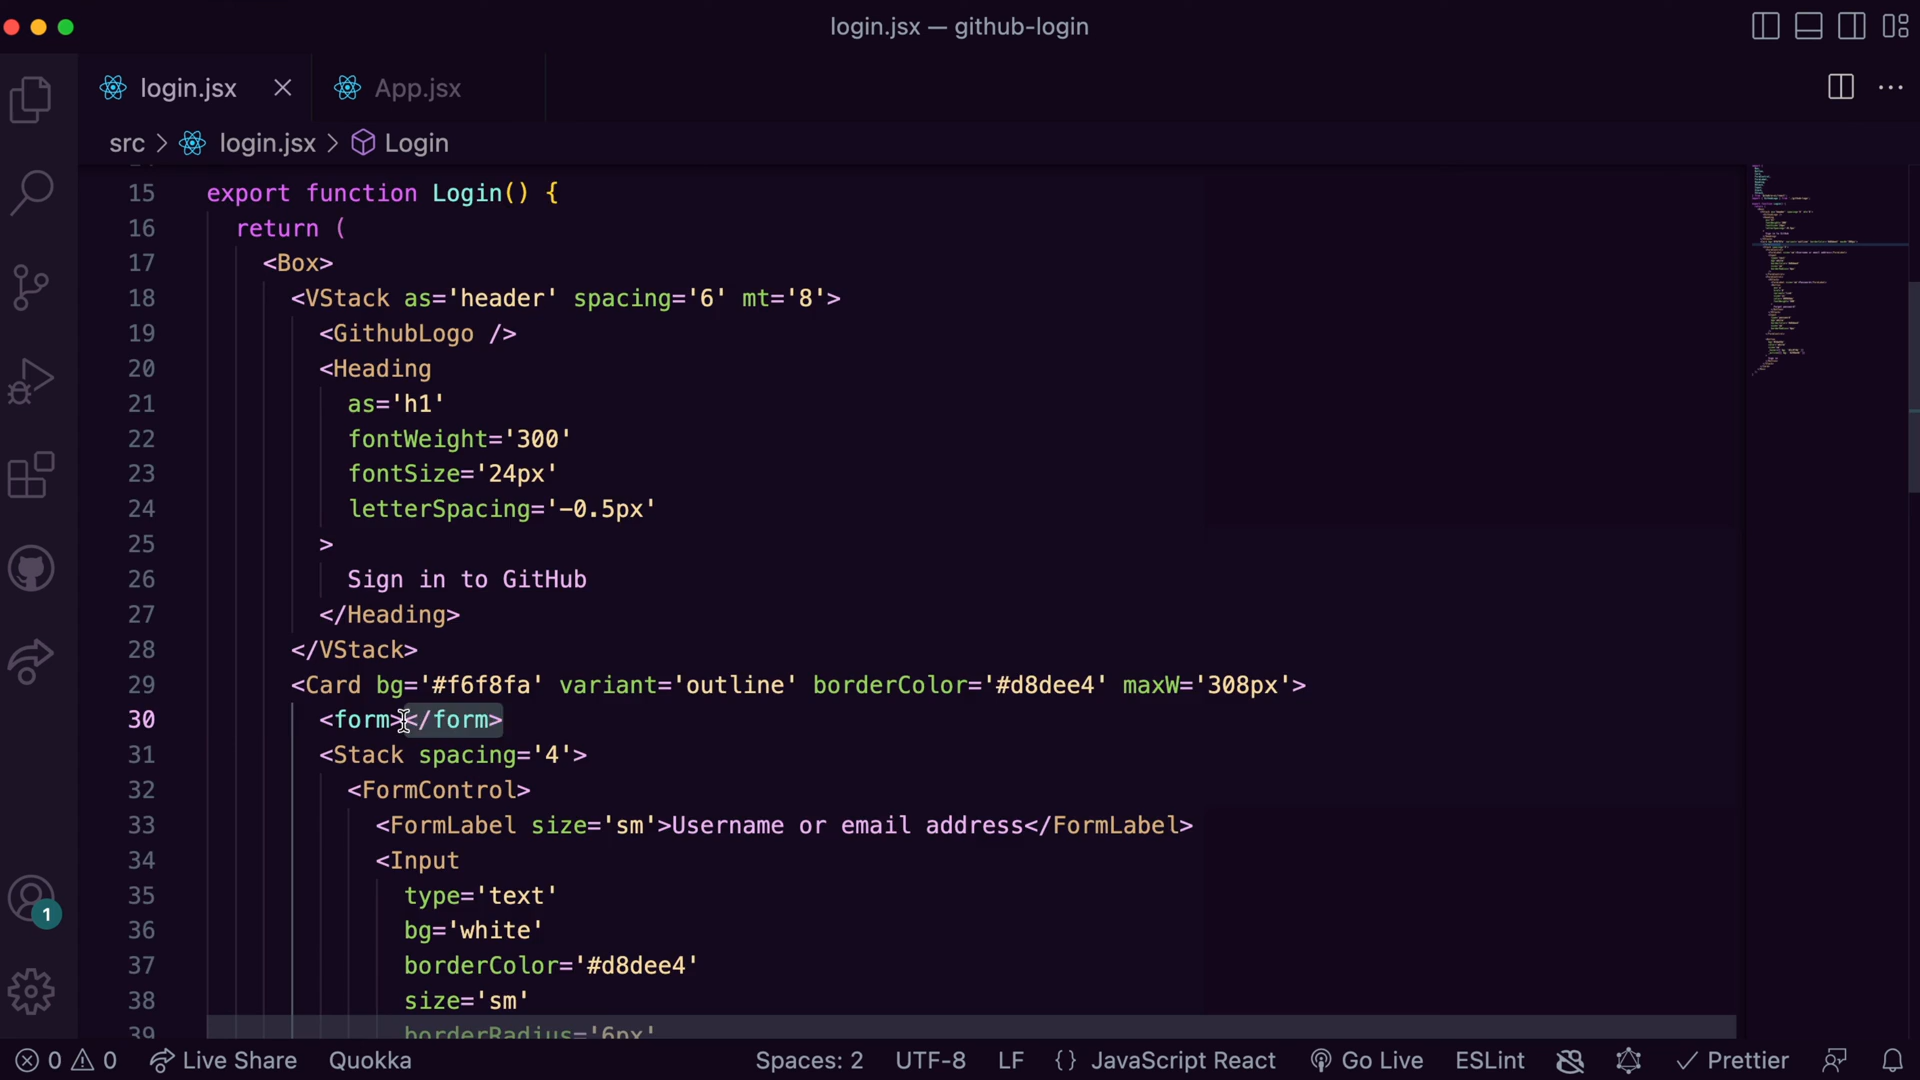 login.jsx — github-login
login.jsx
App.jsx
src > login.jsx > Login
15 export function Login() {
16 return (
17 <Box>
18 <VStack as='header' spacing='6' mt='8'>
19 <GithubLogo />
20 <Heading
21 as='h1'
22 fontWeight='300'
23 fontSize='24px'
24 letterSpacing='-0.5px'
25 >
26 Sign in to GitHub
27 </Heading>
28 </VStack>
29 <Card bg='#f6f8fa' variant='outline' borderColor='#d8dee4' maxW='308px'>
30 <form></form>
31 <Stack spacing='4'>
32 <FormControl>
33 <FormLabel size='sm'>Username or email address</FormLabel>
34 <Input
35 type='text'
36 bg='white'
37 borderColor='#d8dee4'
38 size='sm'
39 borderRadius='6px'
1
0 0 Live Share Quokka Spaces: 2 UTF-8 LF {} JavaScript React Go Live ESLint Prettier